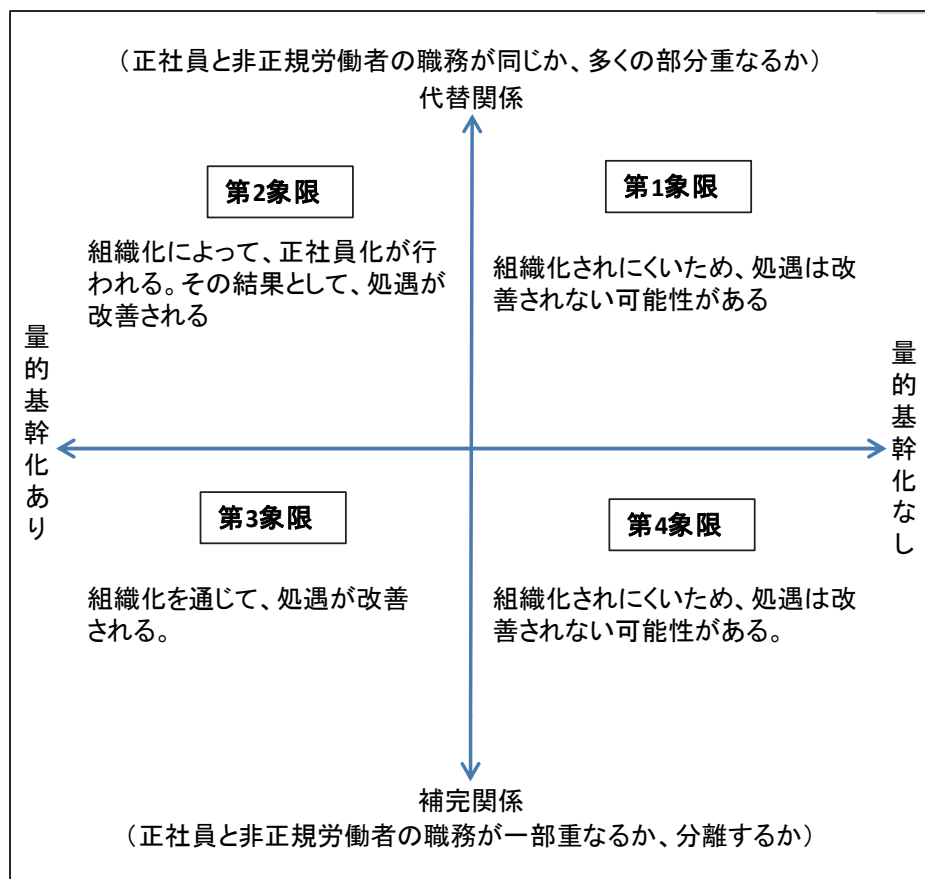 （正社員と非正規労働者の職務が同じか、多くの部分重なるか）
代替関係
第2象限
第1象限
組織化によって、正社員化が行
われる。その結果として、処遇が
改善される
組織化されにくいため、処遇は改
善されない可能性がある
量的基幹化あり
量的基幹化なし
第3象限
第4象限
組織化を通じて、処遇が改善
される。
組織化されにくいため、処遇は改
善されない可能性がある。
補完関係
（正社員と非正規労働者の職務が一部重なるか、分離するか）